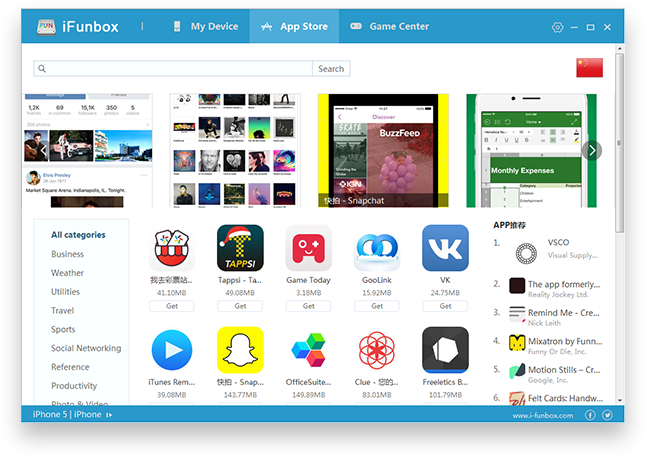 FUN iFunbox
My Device
App Store
Game Center
Search
1,2K 69 15,1K 350 5
friends in common followers photos videos
Elvis Presley
Market Square Arena. Indianapolis, IL.. Tonight.
Discover
BuzzFeed
IGN
快拍 - Snapchat
Home
Monthly Expenses
Category
Children
Entertainment
All categories
Business
Weather
Utilities
Travel
Sports
Social Networking
Reference
Productivity
Photo & Video
TAPPSI
我去彩票站...
41.10MB
Get
Tappsi - Ta...
49.08MB
Get
Game Today
3.18MB
Get
GooLink
15.92MB
Get
VK
24.75MB
Get
iTunes Rem...
39.08MB
快拍 - Snap...
143.77MB
OfficeSuite...
149.89MB
Clue - 您的...
83.01MB
Freeletics B...
101.79MB
APP推荐
1. VSCO
Visual Supply...
2. The app formerly...
Reality Jockey Ltd.
3. Remind Me - Cre...
Nick Leith
4. Mixatron by Funn...
Funny Or Die, Inc.
5. Motion Stills – Cr...
Google, Inc.
6. Felt Cards: Handw...
iPhone 5 | iPhone
www.i-funbox.com